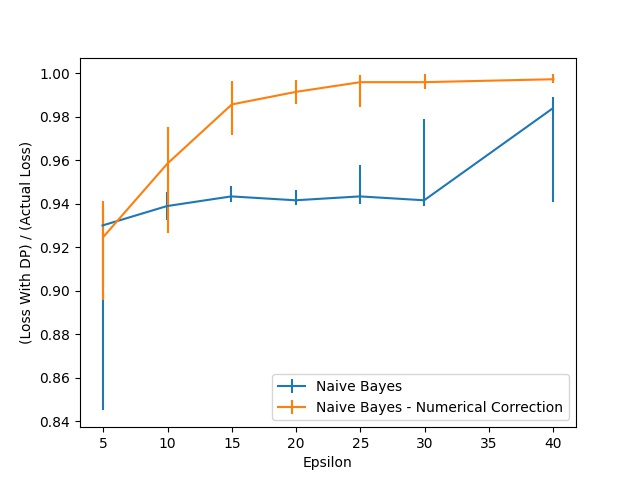 1.00
0.98
0.96
0.94
0.92
0.90
0.88
0.86
0.84
(Loss With DP) / (Actual Loss)
Naive Bayes
Naive Bayes - Numerical Correction
5 10 15 20 25 30 35 40
Epsilon